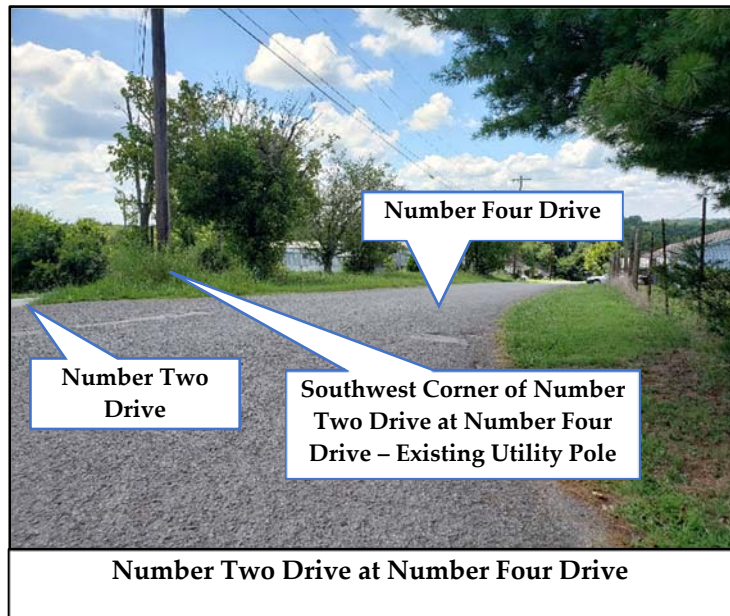 Number Four Drive
Number Two
Drive
Southwest Corner of Number
Two Drive at Number Four
Drive – Existing Utility Pole
Number Two Drive at Number Four Drive